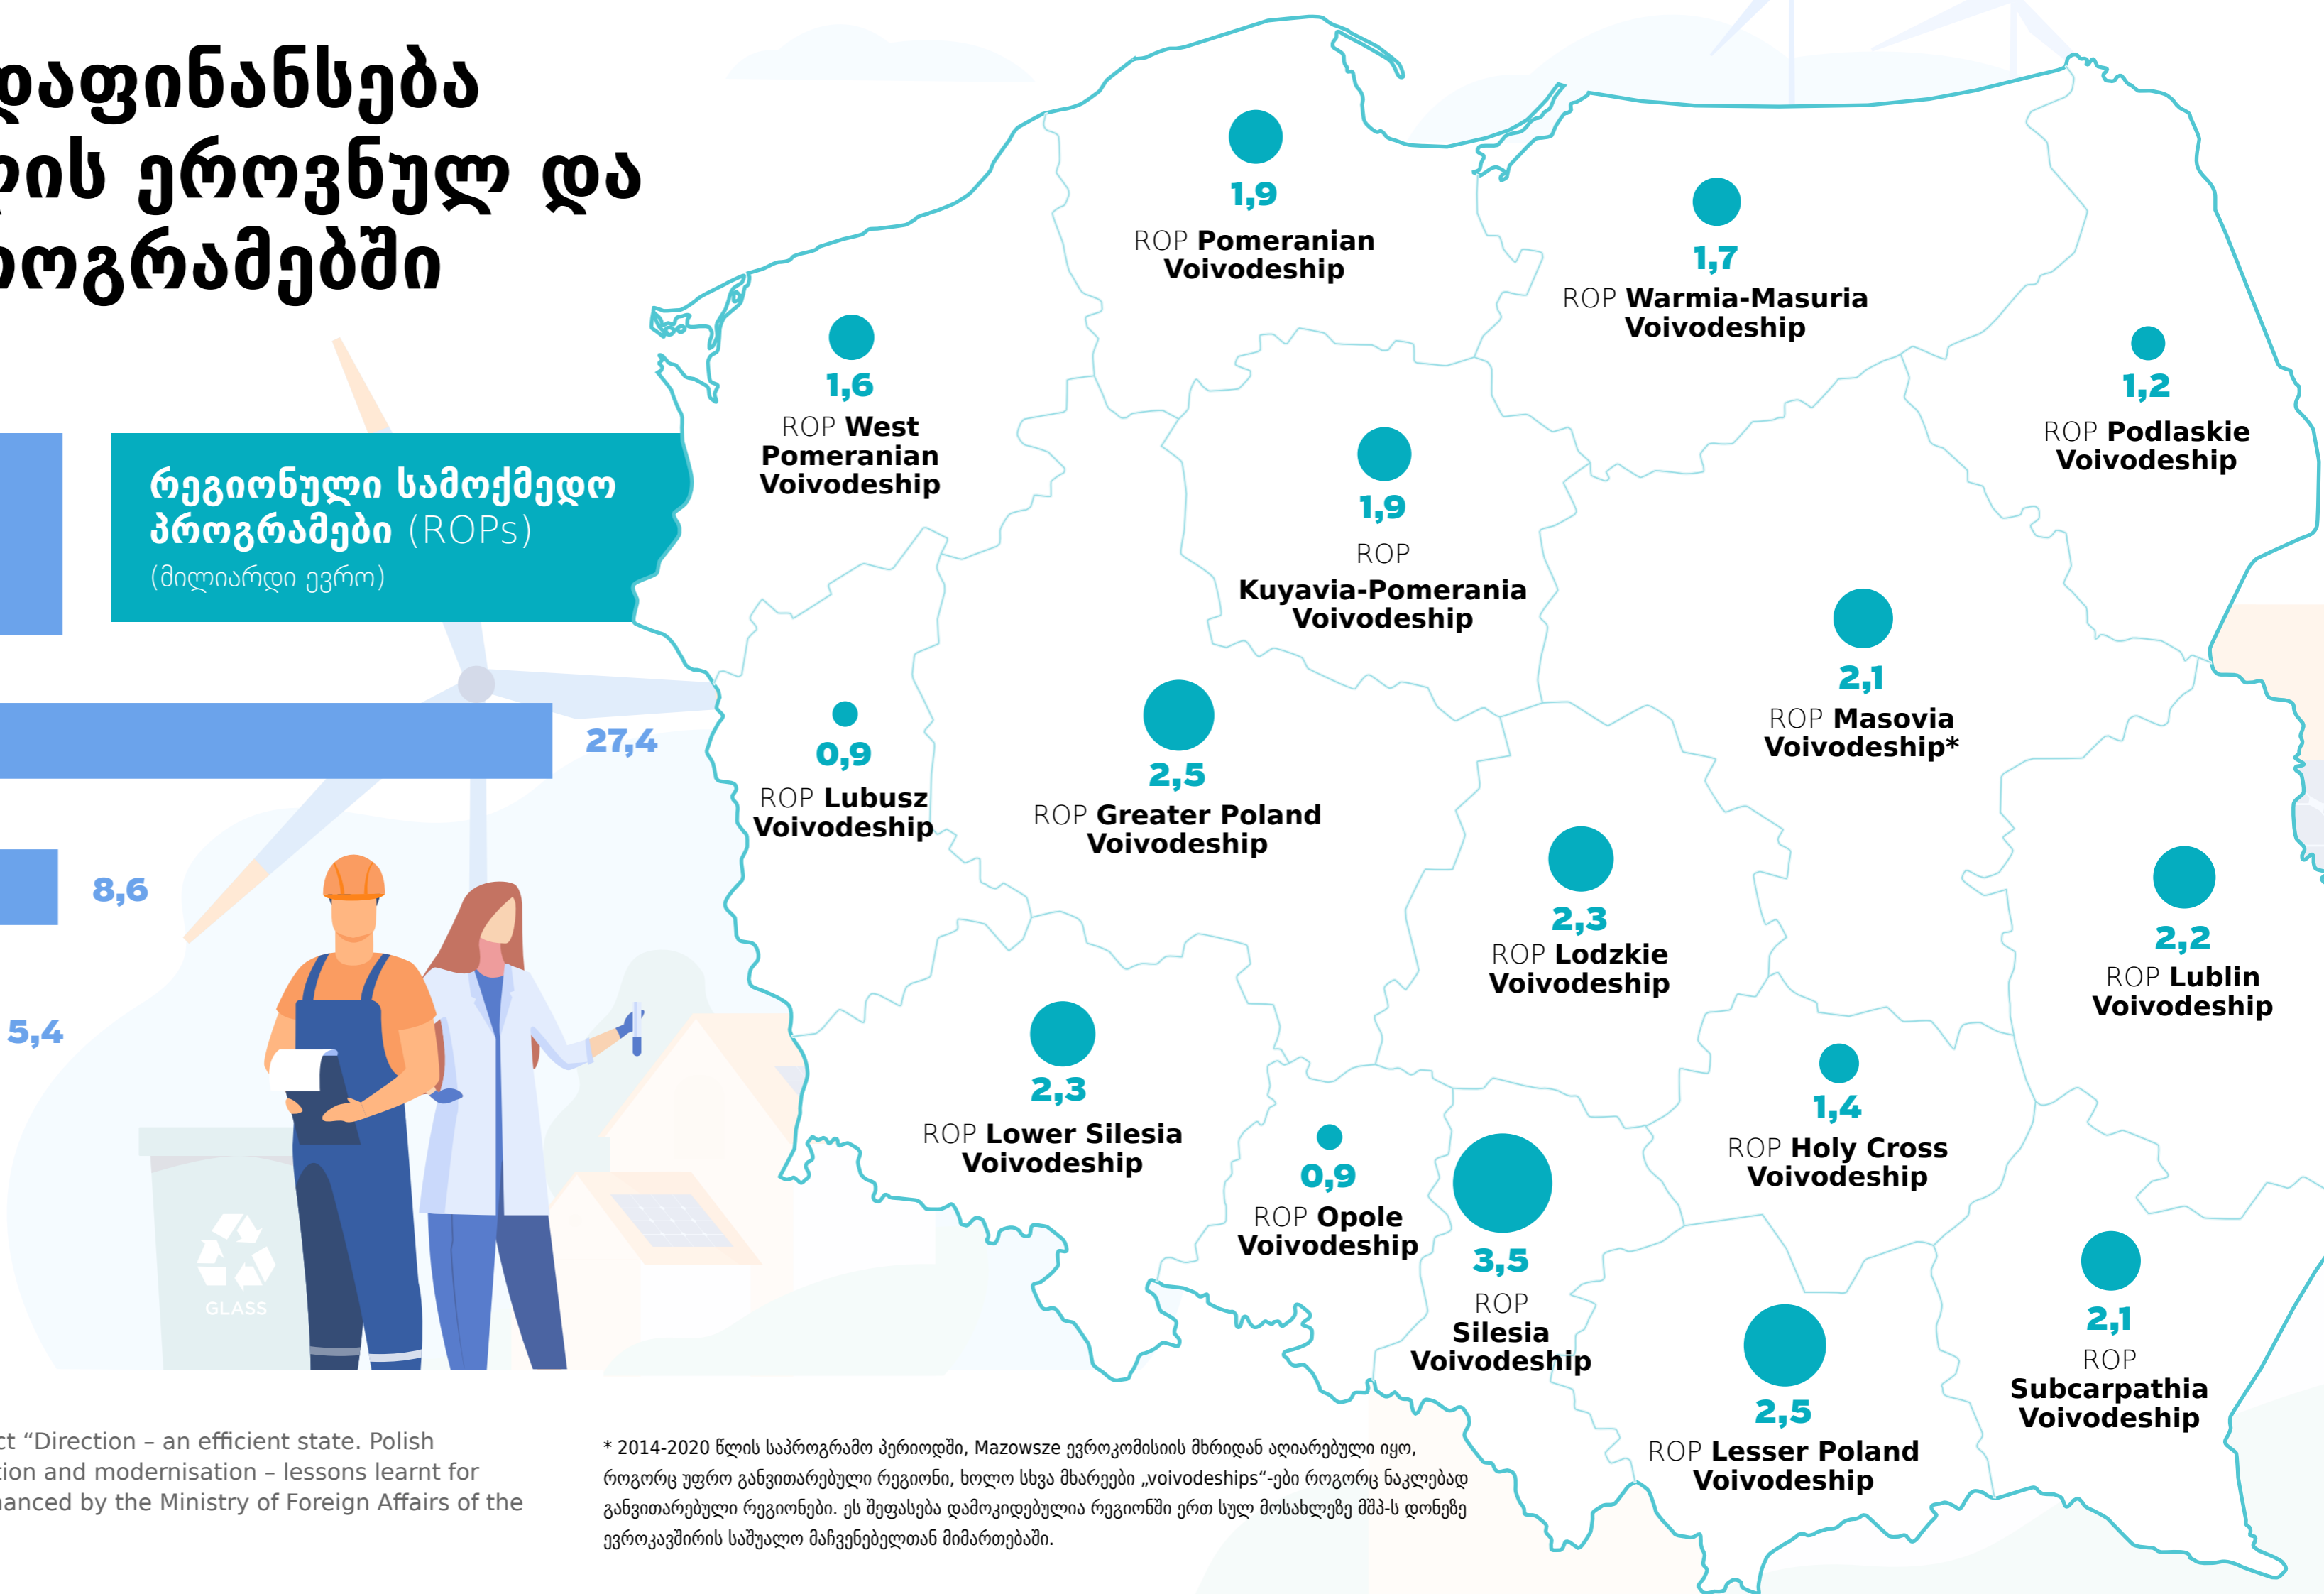 დაფინანსება
ის ეროვნულ და
როგრამებში
რეგიონული სამოქმედო
პროგრამები (ROPs)
(მილიარდი ევრო)
27,4
8,6
5,4
1,9
ROP Pomeranian
Voivodeship
1,7
ROP Warmia-Masuria
Voivodeship
1,6
ROP West
Pomeranian
Voivodeship
1,2
ROP Podlaskie
Voivodeship
1,9
ROP
Kuyavia-Pomerania
Voivodeship
2,1
ROP Masovia
Voivodeship*
0,9
ROP Lubusz
Voivodeship
2,5
ROP Greater Poland
Voivodeship
2,3
ROP Lodzkie
Voivodeship
2,2
ROP Lublin
Voivodeship
2,3
ROP Lower Silesia
Voivodeship
0,9
ROP Opole
Voivodeship
3,5
ROP
Silesia
Voivodeship
1,4
ROP Holy Cross
Voivodeship
2,5
ROP Lesser Poland
Voivodeship
2,1
ROP
Subcarpathia
Voivodeship
GLASS
ct “Direction – an efficient state. Polish
tion and modernisation – lessons learnt for
nanced by the Ministry of Foreign Affairs of the
* 2014-2020 წლის საპროგრამო პერიოდში, Mazowsze ევროკომისიის მხრიდან აღიარებული იყო,
როგორც უფრო განვითარებული რეგიონი, ხოლო სხვა მხარეები „voivodeships“-ები როგორც ნაკლებად
განვითარებული რეგიონები. ეს შეფასება დამოკიდებულია რეგიონში ერთ სულ მოსახლეზე მშპ-ს დონეზე
ევროკავშირის საშუალო მაჩვენებელთან მიმართებაში.